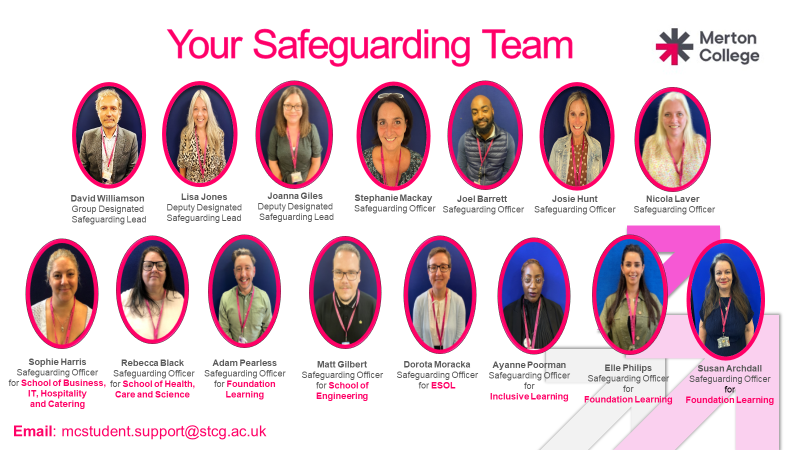 Your Safeguarding Team
Merton
College
David Williamson
Group Designated
Safeguarding Lead
Lisa Jones
Deputy Designated
Safeguarding Lead
Joanna Giles
Deputy Designated
Safeguarding Lead
Stephanie Mackay
Safeguarding Officer
Joel Barrett
Safeguarding Officer
Josie Hunt
Safeguarding Officer
Nicola Laver
Safeguarding Officer
Sophie Harris
Safeguarding Officer
for School of Business,
IT, Hospitality
and Catering
Rebecca Black
Safeguarding Officer
for School of Health,
Care and Science
Adam Pearless
Safeguarding Officer
for Foundation
Learning
Matt Gilbert
Safeguarding Officer
for School of
Engineering
Dorota Moracka
Safeguarding Officer
for ESOL
Ayanne Poorman
Safeguarding Officer
for
Inclusive Learning
Elle Philips
Safeguarding Officer
for
Foundation Learning
Susan Archdall
Safeguarding Officer
for
Foundation Learning
Email: mcstudent.support@stcg.ac.uk